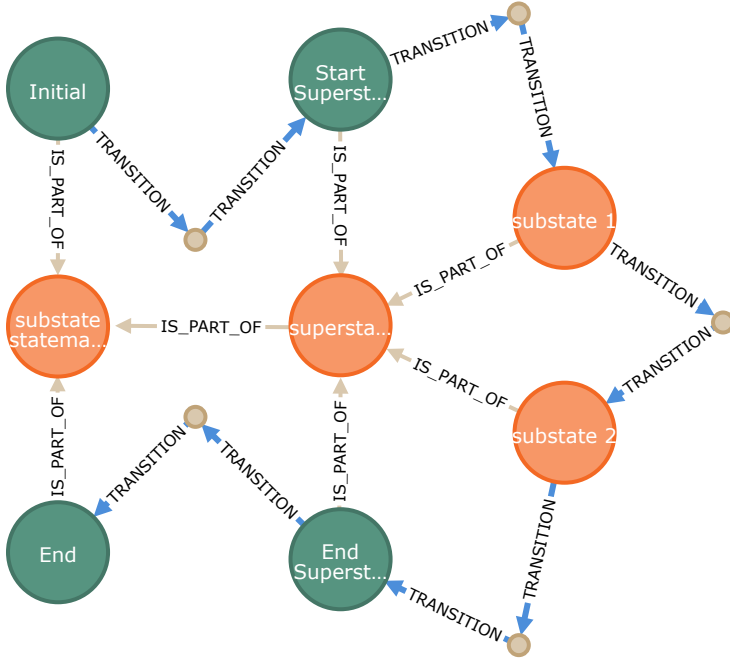 TRANSITION
Initial
Start
Superst...
TRANSITION
TRANSITION
TRANSITION
IS_PART_OF
IS_PART_OF
substate 1
IS_PART_OF
TRANSITION
substate
statema...
IS_PART_OF
supersta...
TRANSITION
IS_PART_OF
substate 2
IS_PART_OF
IS_PART_OF
TRANSITION
TRANSITION
TRANSITION
End
End
Superst...
TRANSITION